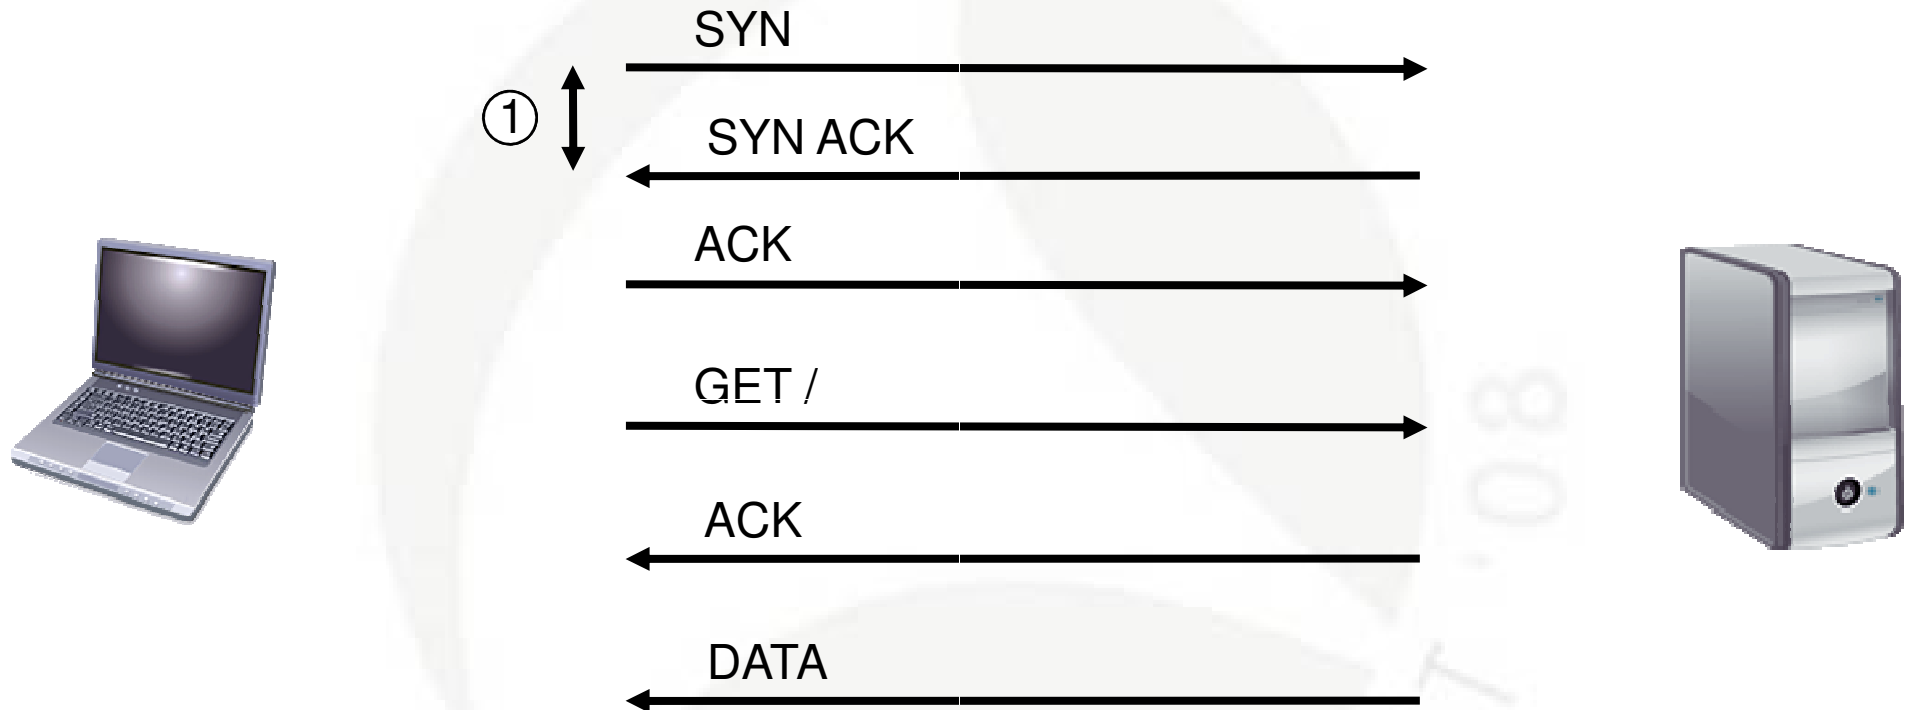 SYN
①
SYN ACK
ACK
GET /
ACK
DATA